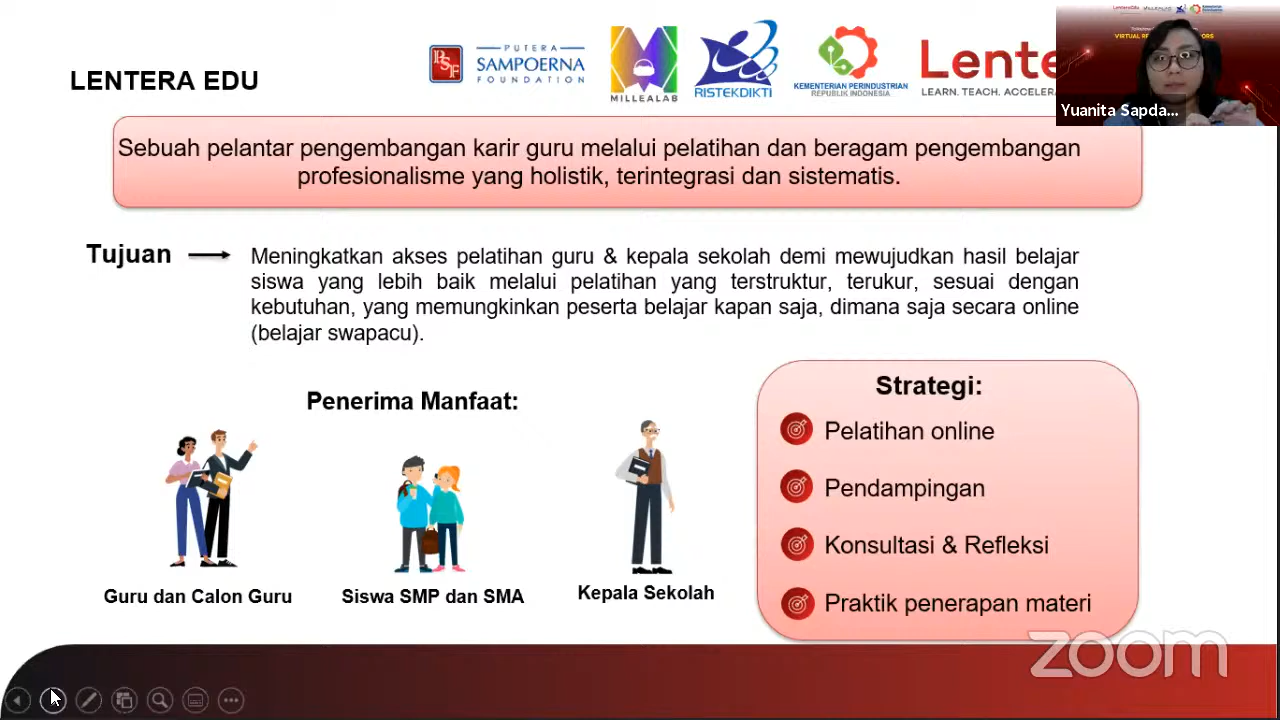 LENTERA EDU
PSF
PUTERA
SAMPOERNA
FOUNDATION
MILLEALAB
RISTEKDIKTI
KEMENTERIAN PERINDUSTRIAN
REPUBLIK INDONESIA
Lente
LEARN. TEACH. ACCELERA
Yuanita Sapda...
Sebuah pelantar pengembangan karir guru melalui pelatihan dan beragam pengembangan
profesionalisme yang holistik, terintegrasi dan sistematis.
Tujuan
Meningkatkan akses pelatihan guru & kepala sekolah demi mewujudkan hasil belajar
siswa yang lebih baik melalui pelatihan yang terstruktur, terukur, sesuai dengan
kebutuhan, yang memungkinkan peserta belajar kapan saja, dimana saja secara online
(belajar swapacu).
Penerima Manfaat:
Guru dan Calon Guru
Siswa SMP dan SMA
Kepala Sekolah
Strategi:
Pelatihan online
Pendampingan
Konsultasi & Refleksi
Praktik penerapan materi
zoom